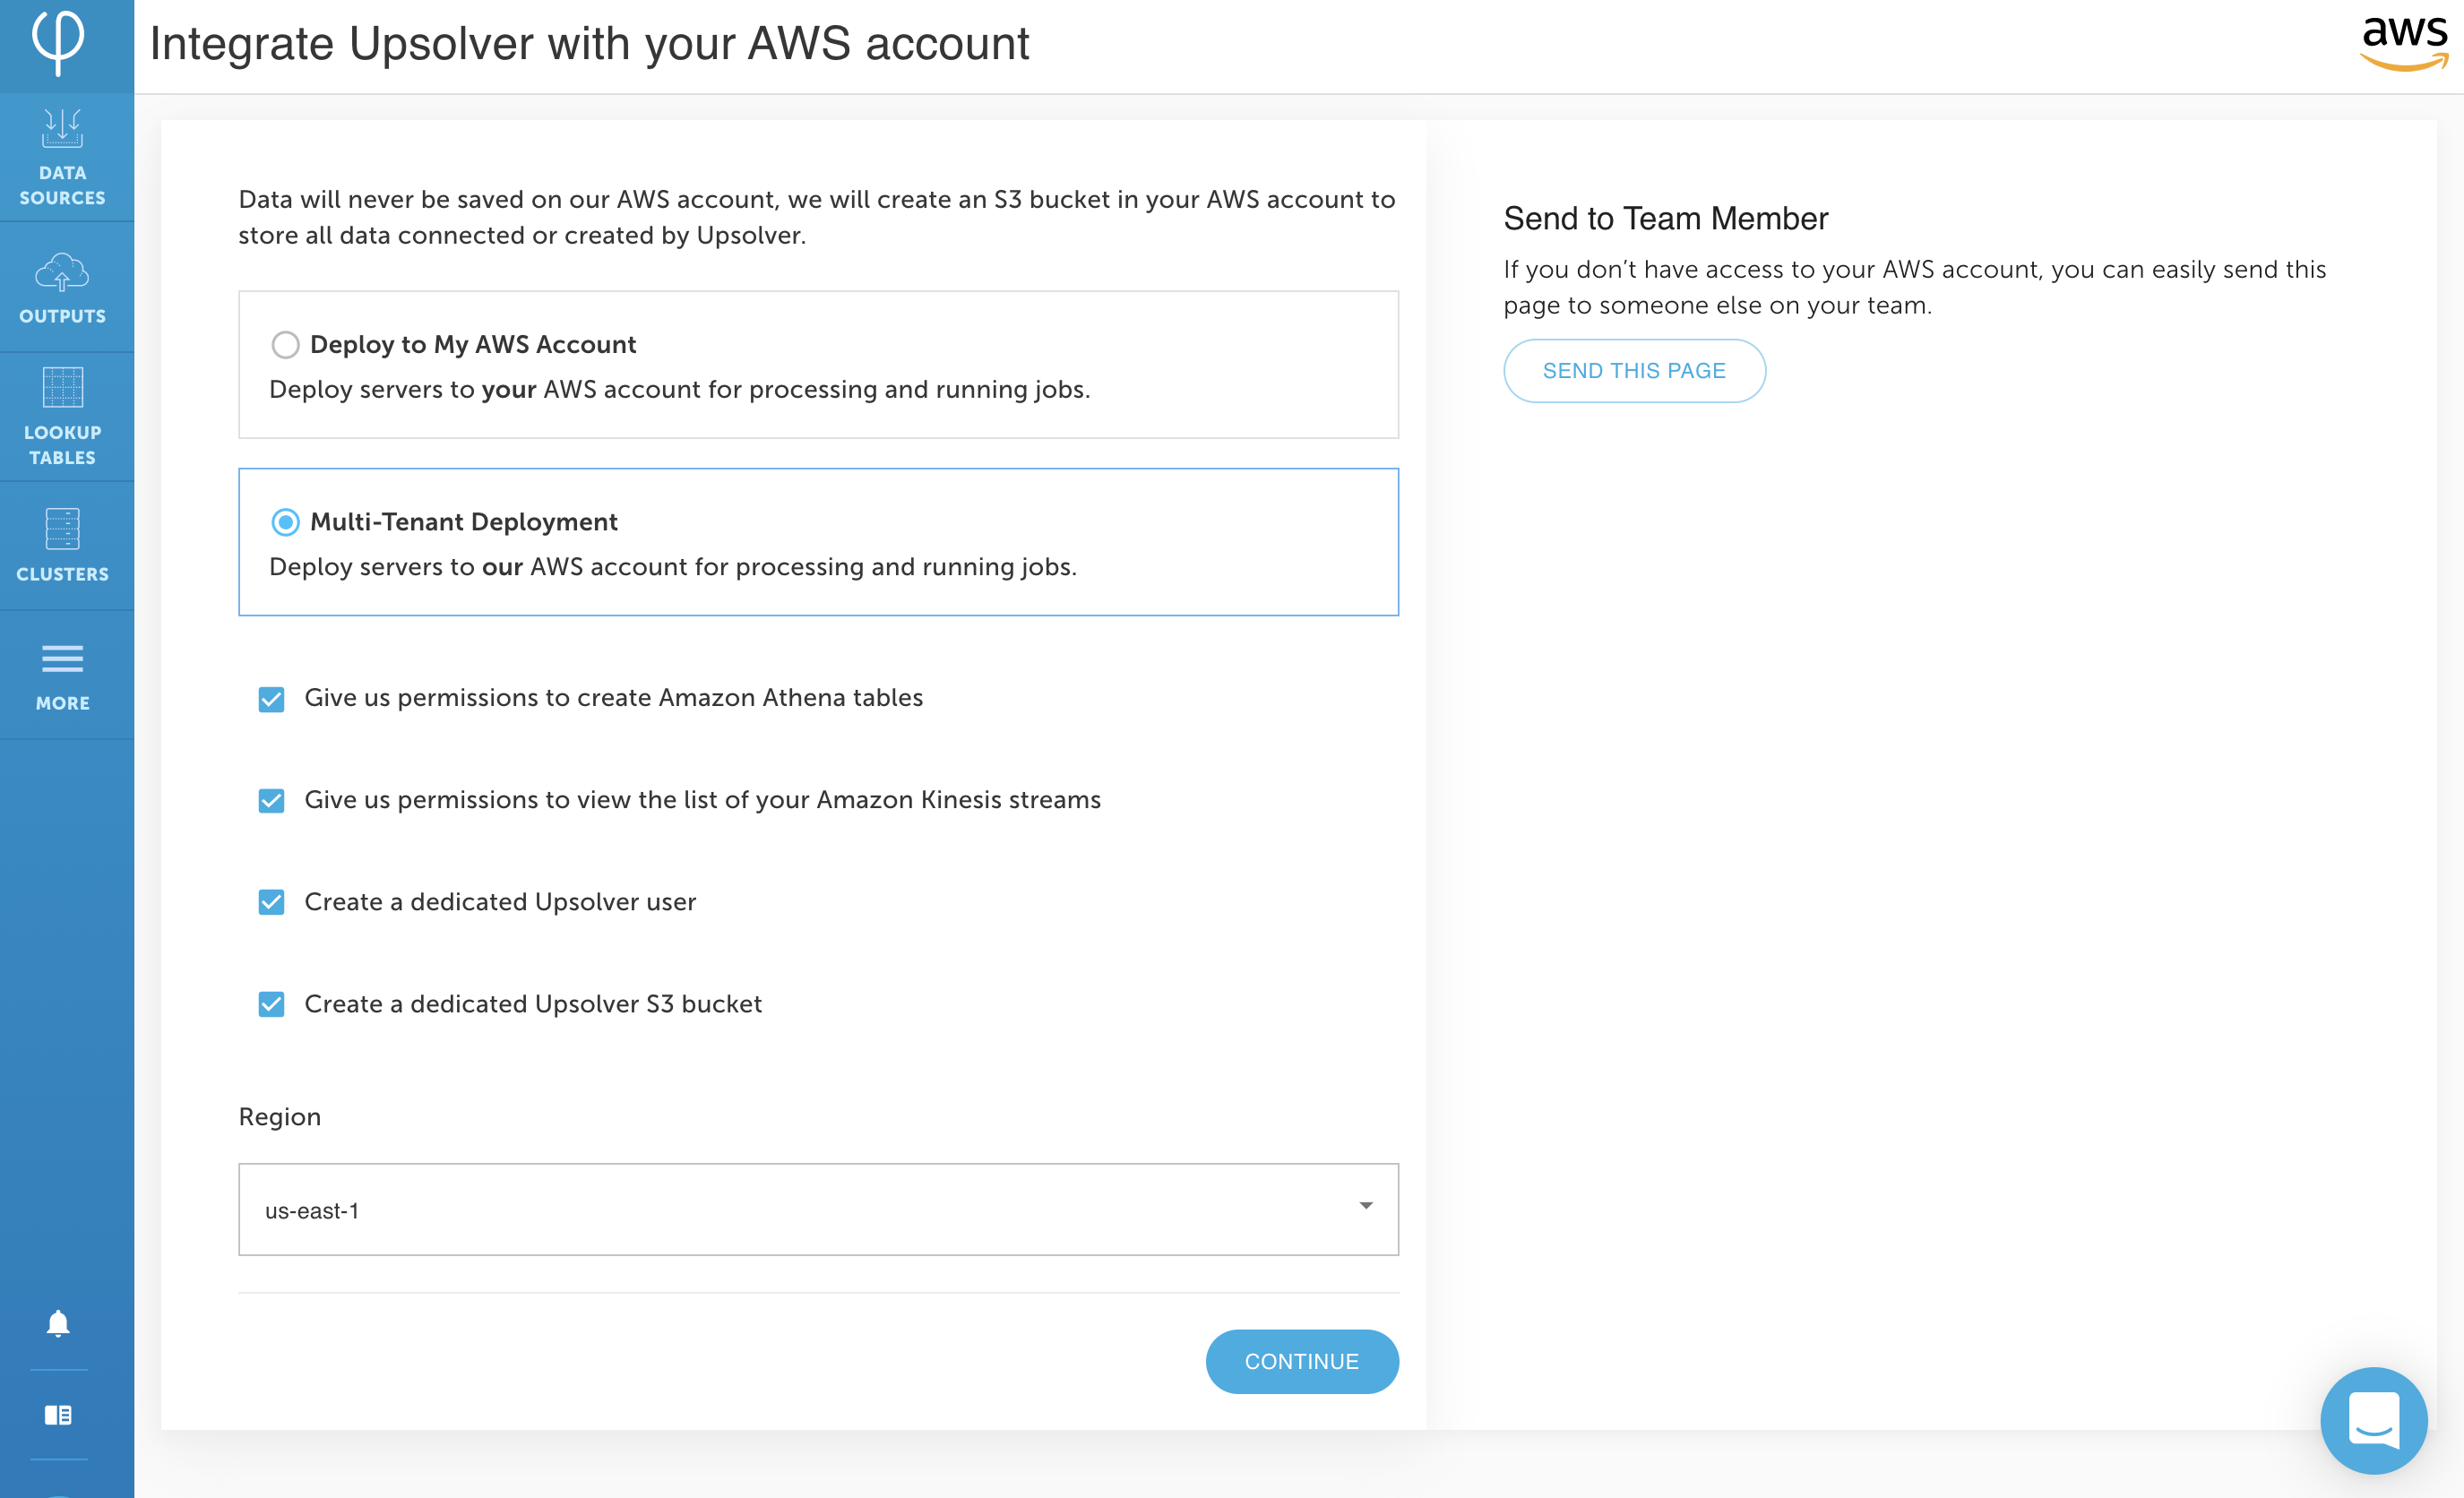 Integrate Upsolver with your AWS account
aws
DATA
SOURCES
OUTPUTS
LOOKUP
TABLES
CLUSTERS
MORE
Data will never be saved on our AWS account, we will create an S3 bucket in your AWS account to
store all data connected or created by Upsolver.
Deploy to My AWS Account
Deploy servers to your AWS account for processing and running jobs.
Multi-Tenant Deployment
Deploy servers to our AWS account for processing and running jobs.
Give us permissions to create Amazon Athena tables
Give us permissions to view the list of your Amazon Kinesis streams
Create a dedicated Upsolver user
Create a dedicated Upsolver S3 bucket
Region
us-east-1
CONTINUE
Send to Team Member
If you don’t have access to your AWS account, you can easily send this
page to someone else on your team.
SEND THIS PAGE